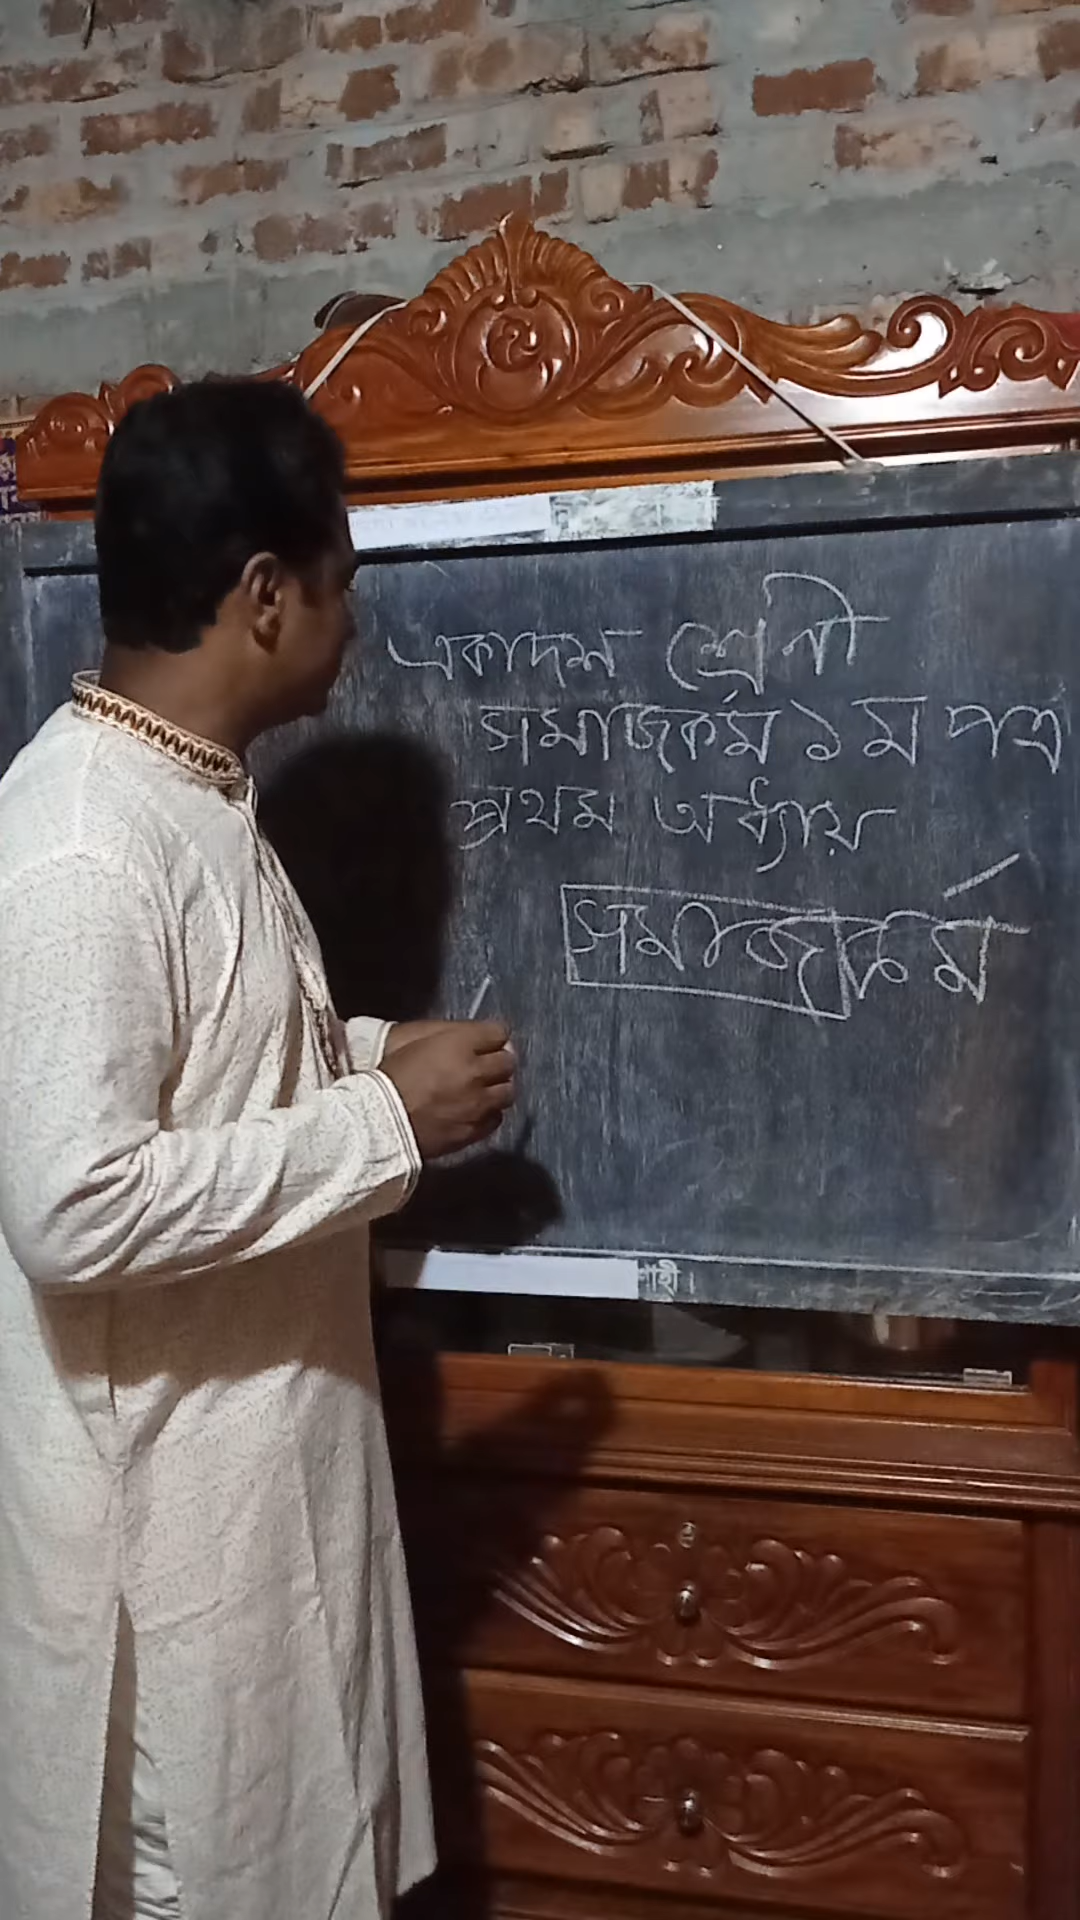 একাদশ শ্রেণী
সমাজকর্ম ১ম পত্র
প্রথম অধ্যায়
সমাজকর্ম
শাহী।